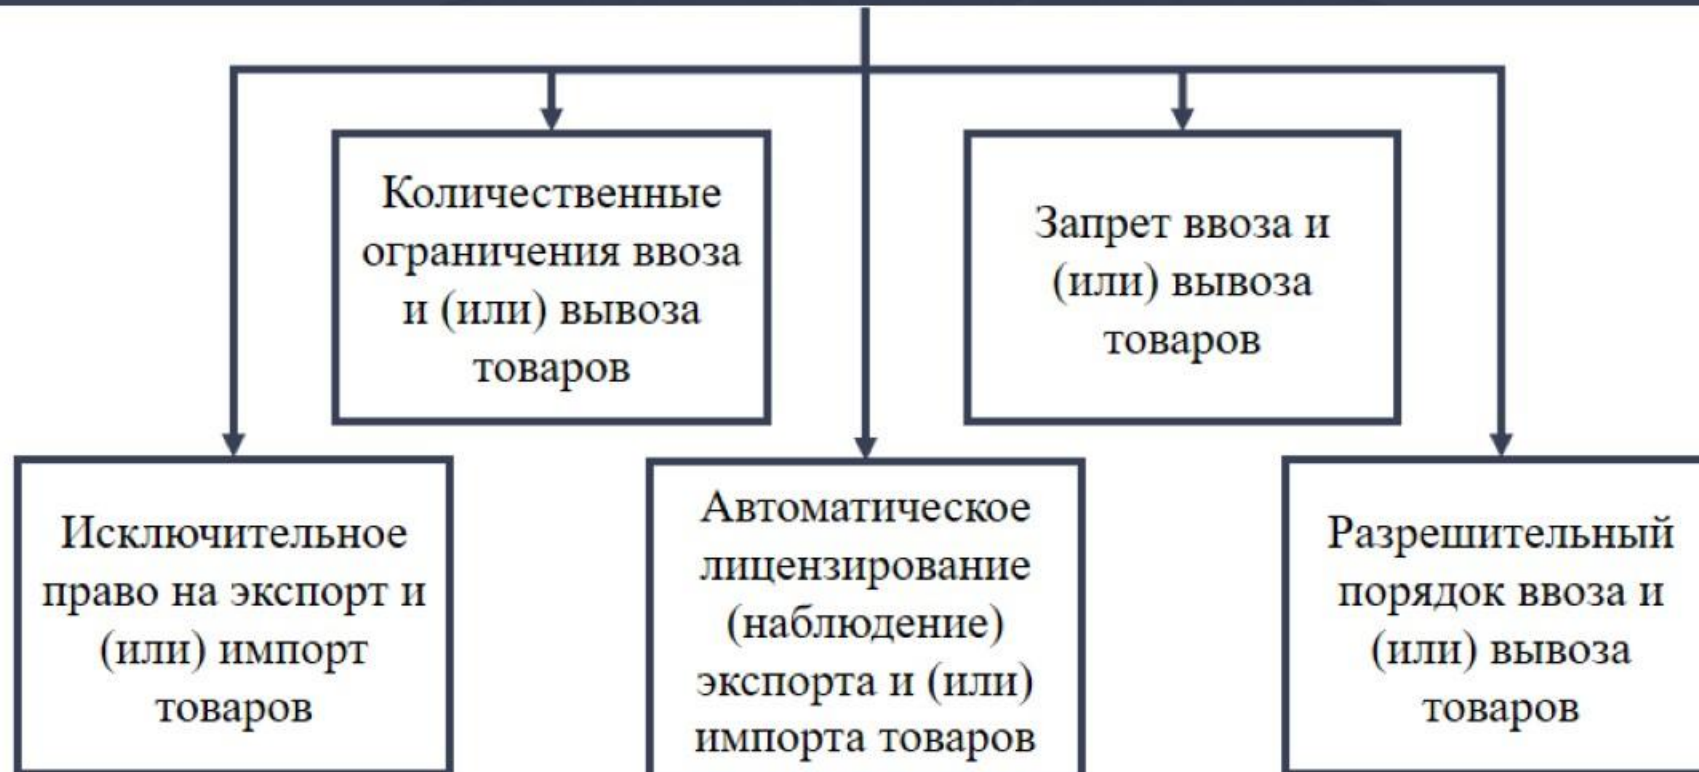 Количественные
ограничения ввоза
и (или) вывоза
товаров
Запрет ввоза и
(или) вывоза
товаров
Исключительное
право на экспорт и
(или) импорт
товаров
Автоматическое
лицензирование
(наблюдение)
экспорта и (или)
импорта товаров
Разрешительный
порядок ввоза и
(или) вывоза
товаров